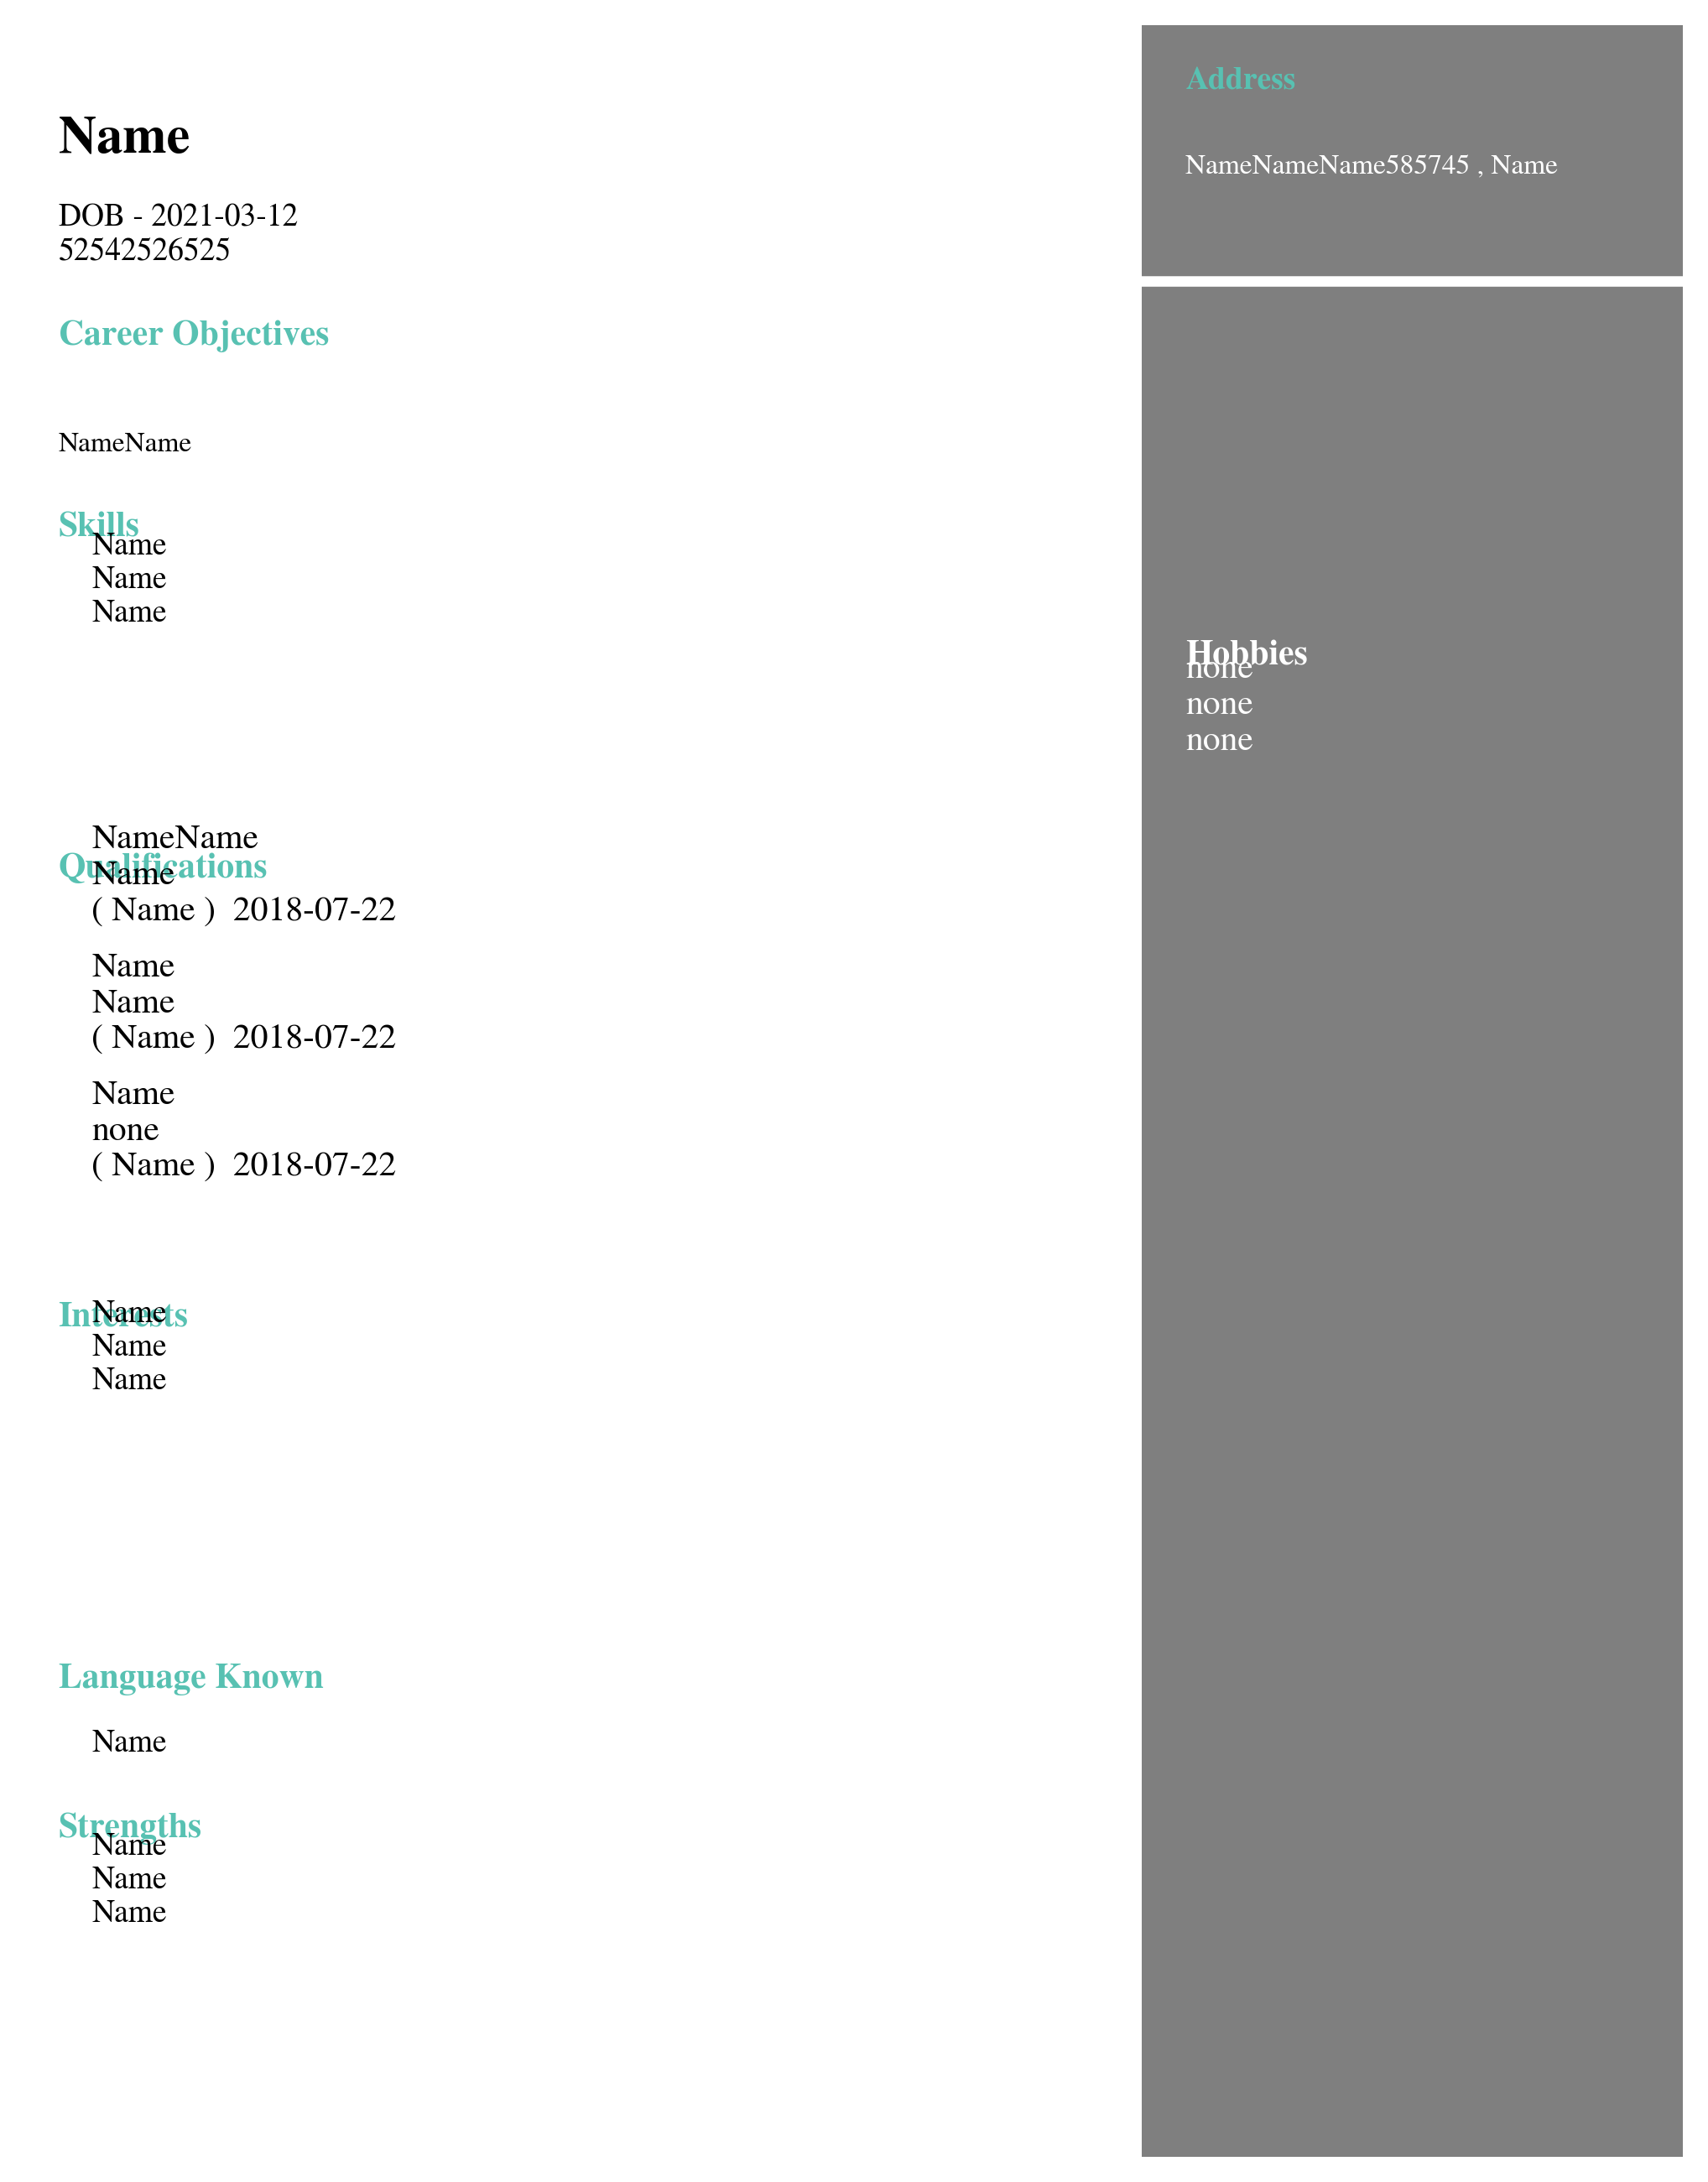 Name
DOB - 2021-03-12
52542526525
Career Objectives
NameName
Skills
Name
Name
Name
NameName
Qualifications
Name
( Name )  2018-07-22
Name
Name
( Name )  2018-07-22
Name
none
( Name )  2018-07-22
Interests
Name
Name
Name
Language Known
Name
Strengths
Name
Name
Name
Address
NameNameName585745 , Name
Hobbies
none
none
none